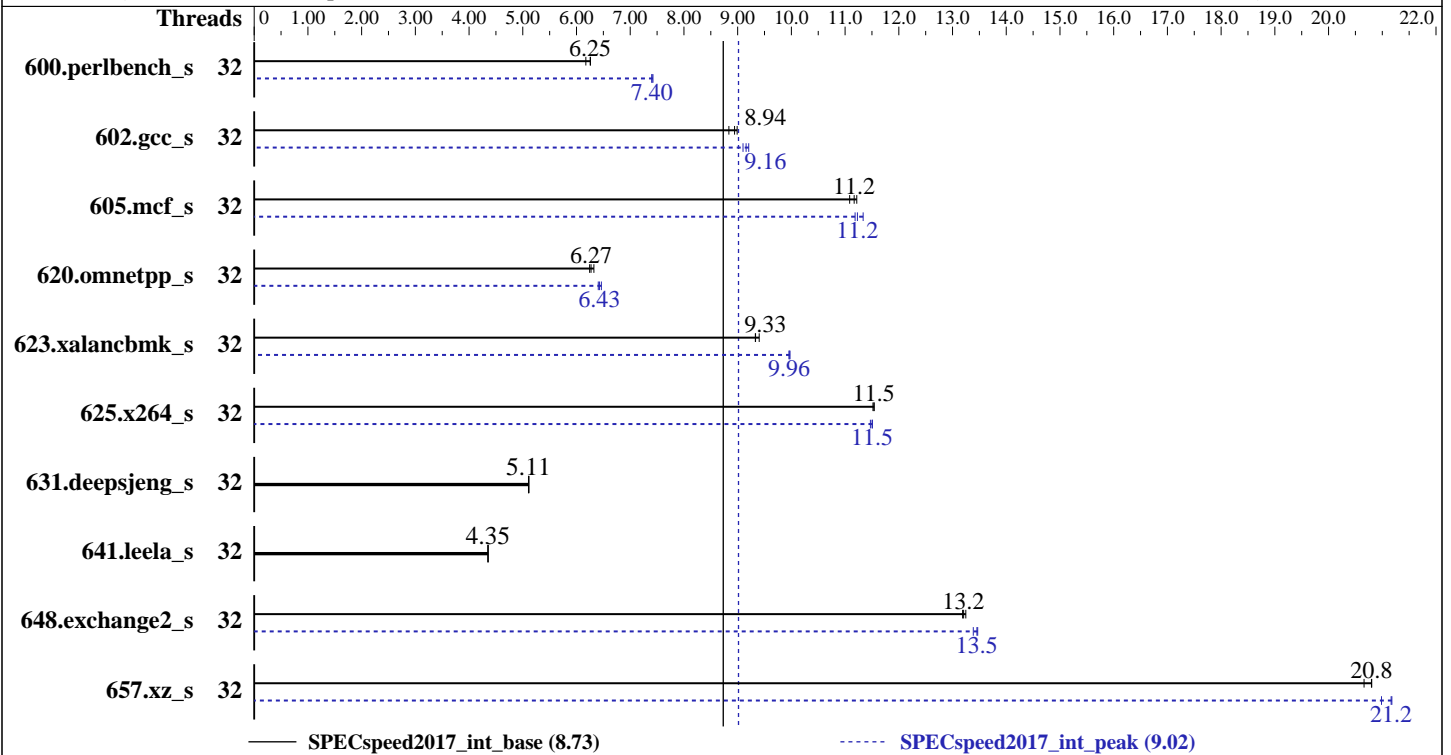 Threads 0 1.00 2.00 3.00 4.00 5.00 6.00 7.00 8.00 9.00 10.0 11.0 12.0 13.0 14.0 15.0 16.0 17.0 18.0 19.0 20.0 22.0
600.perlbench_s 32 6.25
7.40
602.gcc_s 32 8.94
9.16
605.mcf_s 32 11.2
11.2
620.omnetpp_s 32 6.27
6.43
623.xalancbmk_s 32 9.33
9.96
625.x264_s 32 11.5
11.5
631.deepsjeng_s 32 5.11
641.leela_s 32 4.35
648.exchange2_s 32 13.2
13.5
657.xz_s 32 20.8
21.2
SPECspeed2017_int_base (8.73) SPECspeed2017_int_peak (9.02)